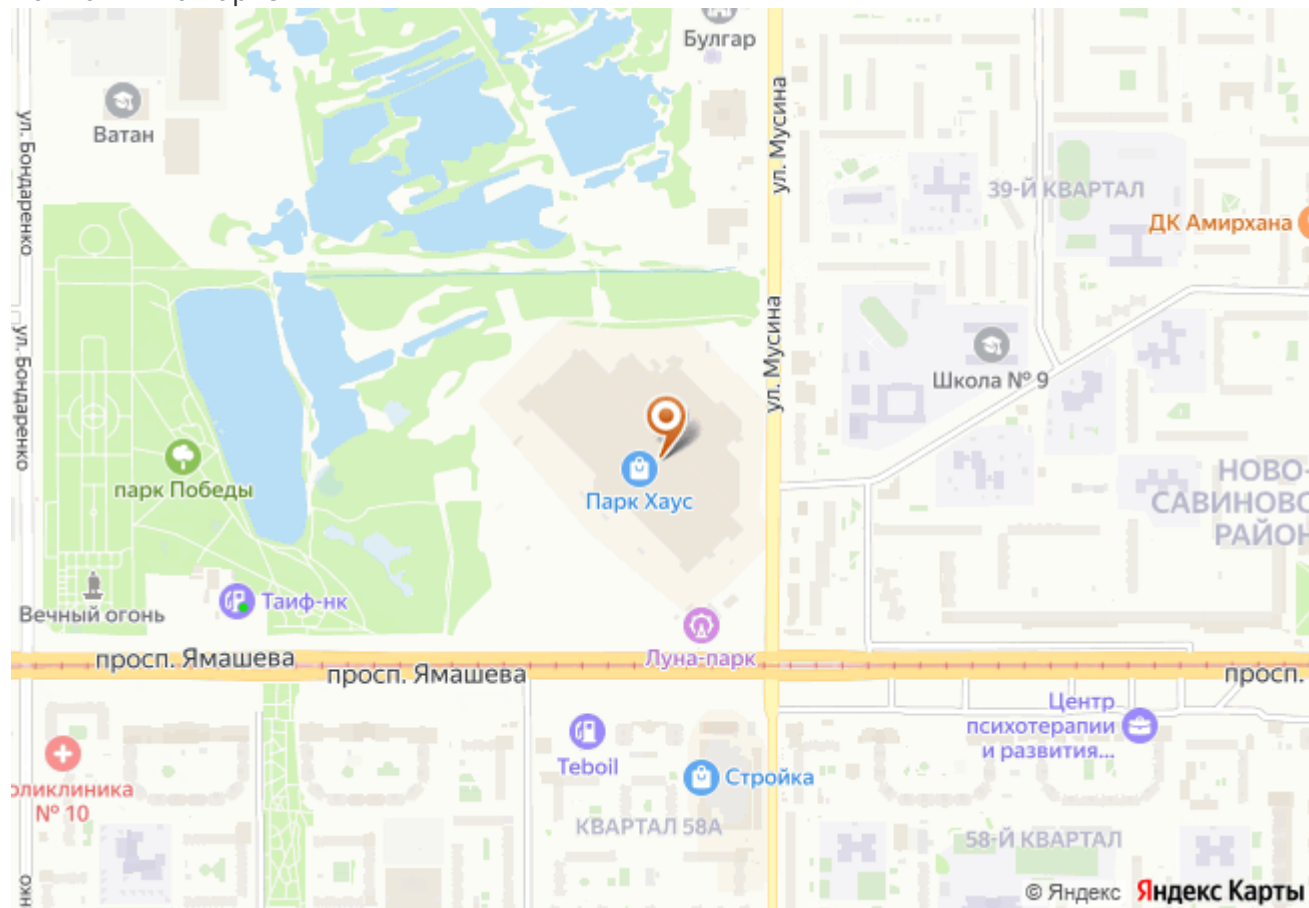 Булгар
Ватан
ул. Бондаренко
ул. Мусина
39-Й КВАРТАЛ
ДК Амирхана
ул. Бондаренко
ул. Мусина
Школа № 9
парк Победы
Парк Хаус
НОВО-
САВИНОВС
РАЙОН
Вечный огонь
Таиф-нк
Луна-парк
просп. Ямашева
просп. Ямашева
просп.
Центр
психотерапии
и развития...
Teboil
Стройка
оликлиника
№ 10
КВАРТАЛ 58А
58-Й КВАРТАЛ
© Яндекс Яндекс Карты